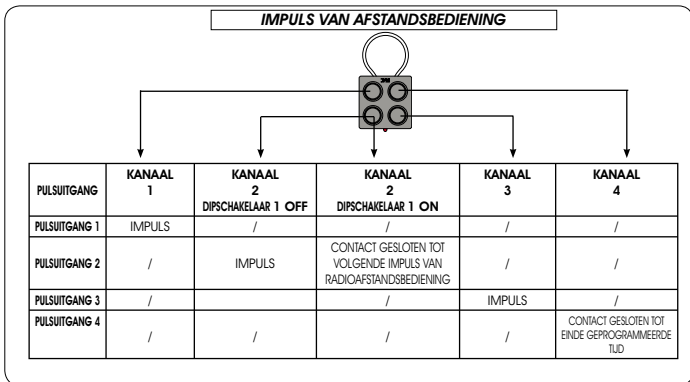 IMPULS VAN AFSTANDSBEDIENING
PULSUITGANG
KANAAL
1
KANAAL
2
DIPSCHAKELAAR 1 OFF
KANAAL
2
DIPSCHAKELAAR 1 ON
KANAAL
3
KANAAL
4
PULSUITGANG 1 IMPULS / / / /
PULSUITGANG 2 / IMPULS
CONTACT GESLOTEN TOT
VOLGENDE IMPULS VAN
RADIOAFSTANDSBEDIENING
/ /
PULSUITGANG 3 / / IMPULS /
PULSUITGANG 4 / / / /
CONTACT GESLOTEN TOT
EINDE GEPROGRAMMEERDE
TIJD